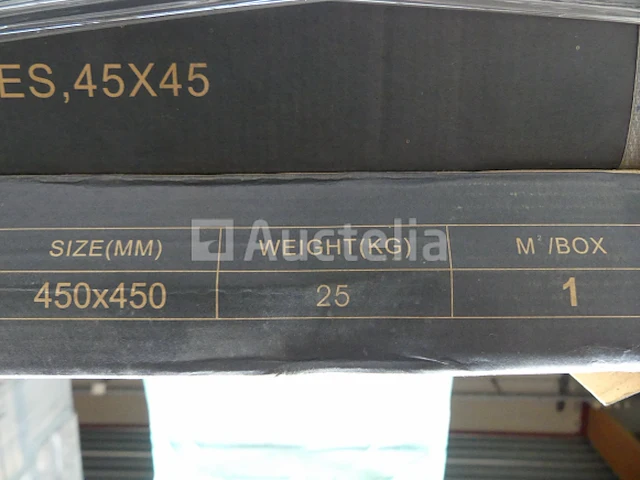 ES,45X45
Auctelia
SIZE(MM) WEIGHT(KG) M²/BOX
450x450 25 1